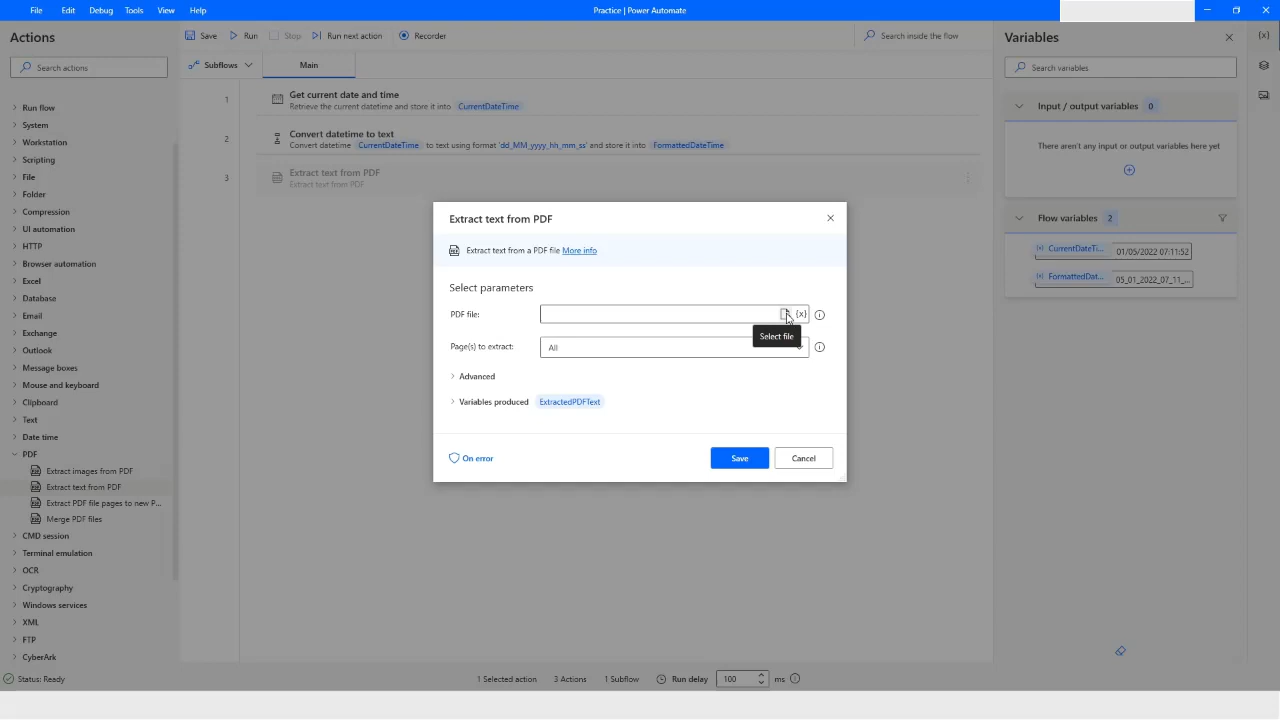 File Edit Debug Tools View Help Practice | Power Automate
Actions
Search actions
Run flow
System
Workstation
Scripting
File
Folder
Compression
UI automation
HTTP
Browser automation
Excel
Database
Email
Exchange
Outlook
Message boxes
Mouse and keyboard
Clipboard
Text
Date time
PDF
Extract images from PDF
Extract text from PDF
Extract PDF file pages to new P...
Merge PDF files
CMD session
Terminal emulation
OCR
Cryptography
Windows services
XML
FTP
CyberArk
Save Run Stop Run next action Recorder Search inside the flow
Subflows Main
1 Get current date and time
Retrieve the current datetime and store it into CurrentDateTime
2 Convert datetime to text
Convert datetime CurrentDateTime to text using format 'dd_MM_yyyy_hh_mm_ss' and store it into FormattedDateTime
3 Extract text from PDF
Extract text from PDF
Extract text from PDF
Extract text from a PDF file More info
Select parameters
PDF file: {x}
Select file
Page(s) to extract: All
Advanced
Variables produced ExtractedPDFText
On error Save Cancel
Variables {x}
Search variables
Input / output variables 0
There aren't any input or output variables here yet
Flow variables 2
(x) CurrentDateTi... 01/05/2022 07:11:52
(x) FormattedDat... 05_01_2022_07_11_...
Status: Ready 1 Selected action 3 Actions 1 Subflow Run delay 100 ms